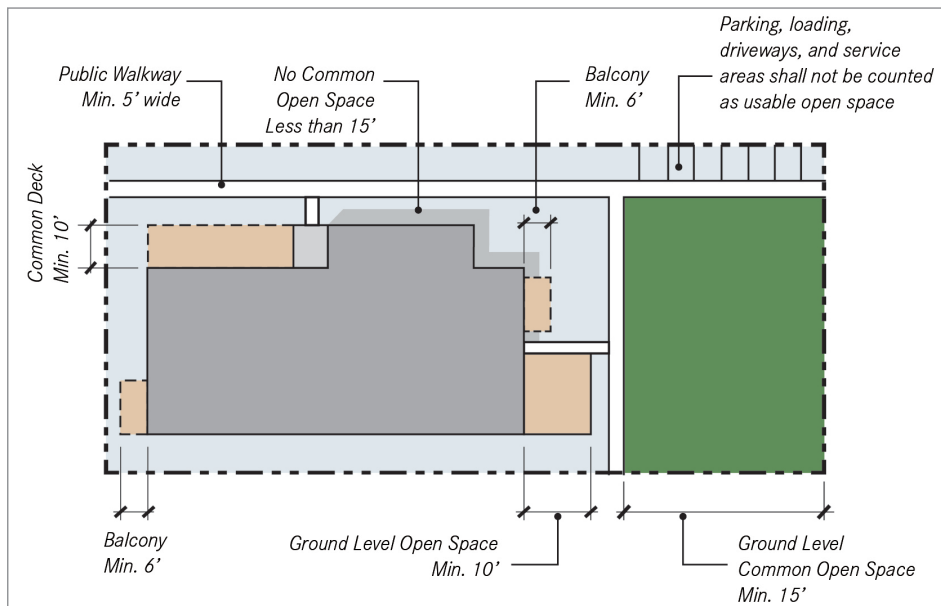 Public Walkway
Min. 5’ wide
No Common
Open Space
Less than 15’
Balcony
Min. 6’
Parking, loading,
driveways, and service
areas shall not be counted
as usable open space
Common Deck
Min. 10’
Balcony
Min. 6’
Ground Level Open Space
Min. 10’
Ground Level
Common Open Space
Min. 15’